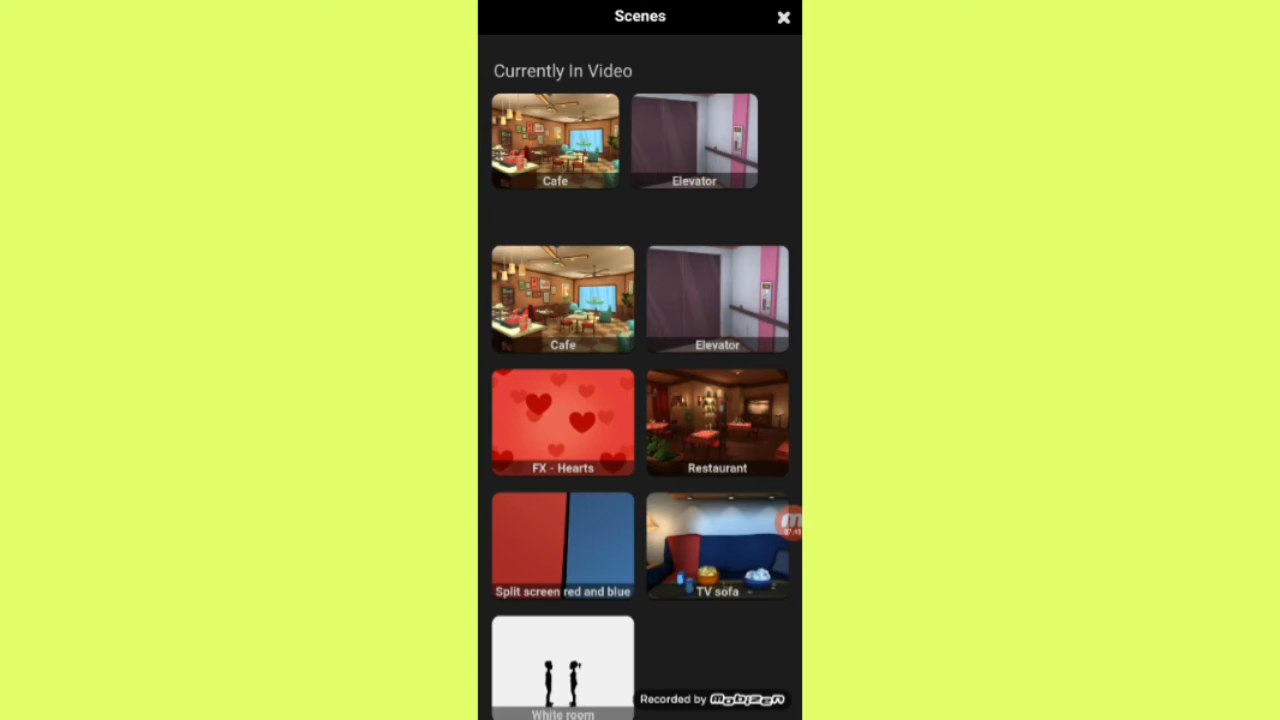 Scenes
Currently In Video
Cafe
Elevator
Cafe
Elevator
FX - Hearts
Restaurant
Split screen red and blue
TV sofa
White room
Recorded by Mobizen